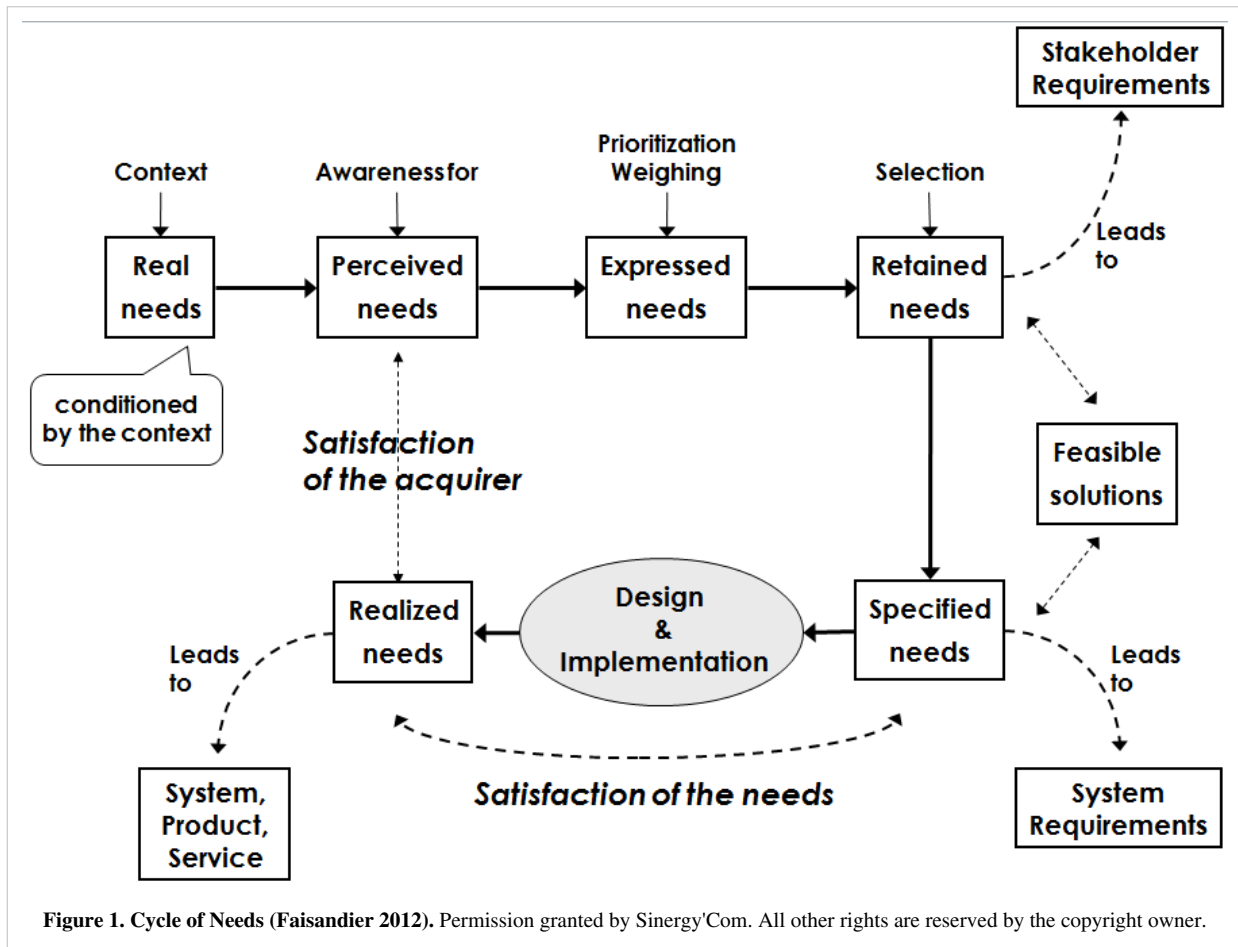 Stakeholder
Requirements
Context
Awareness for
Prioritization
Weighing
Selection
Real
needs
Perceived
needs
Expressed
needs
Retained
needs
Leads
to
conditioned
by the context
Satisfaction
of the acquirer
Feasible
solutions
Realized
needs
Design
&
Implementation
Specified
needs
Leads
to
Leads
to
System,
Product,
Service
Satisfaction of the needs
System
Requirements
Figure 1. Cycle of Needs (Faisandier 2012). Permission granted by Sinergy'Com. All other rights are reserved by the copyright owner.